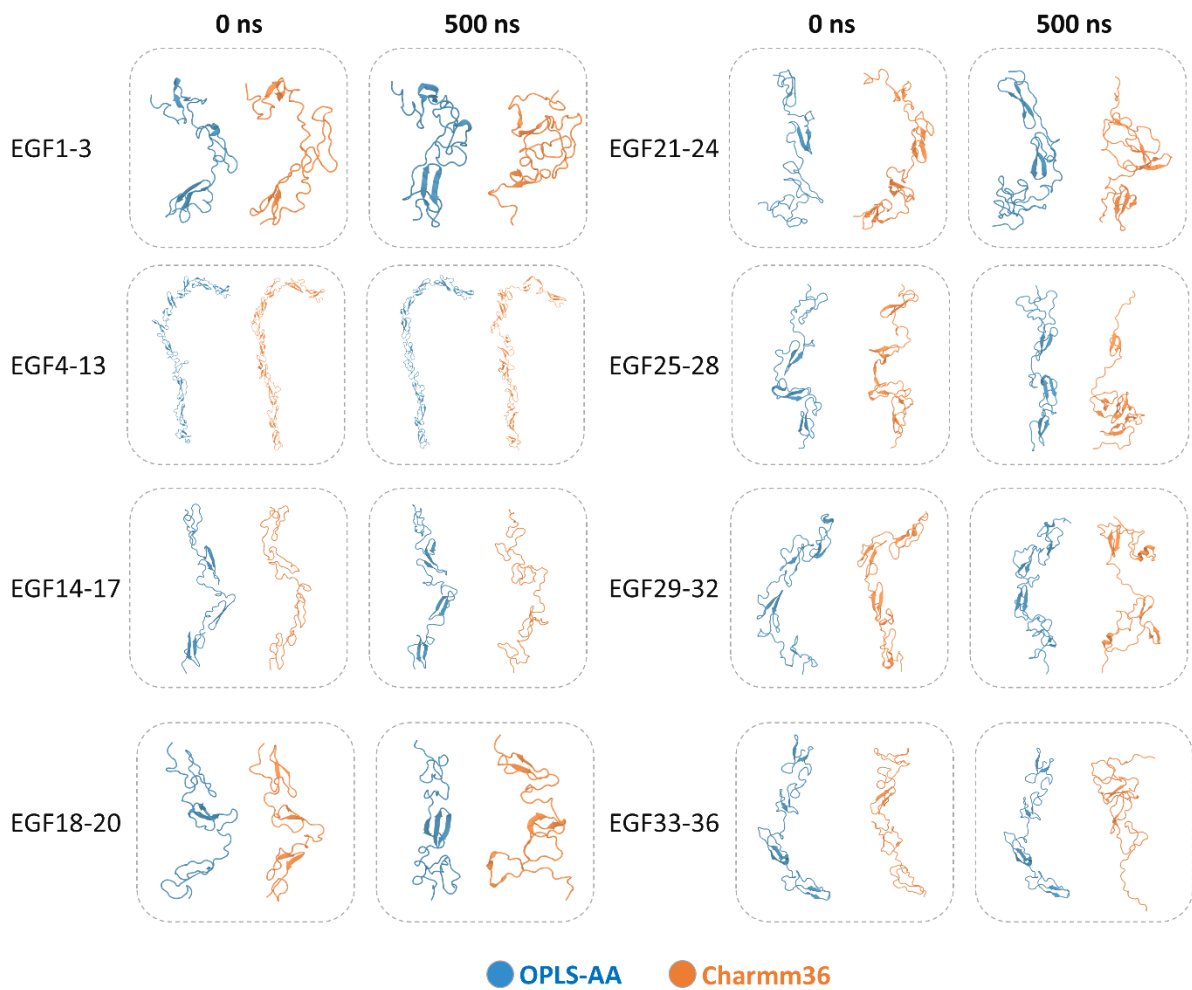 0 ns 500 ns 0 ns 500 ns
EGF1-3 EGF21-24
EGF4-13 EGF25-28
EGF14-17 EGF29-32
EGF18-20 EGF33-36
OPLS-AA Charmm36